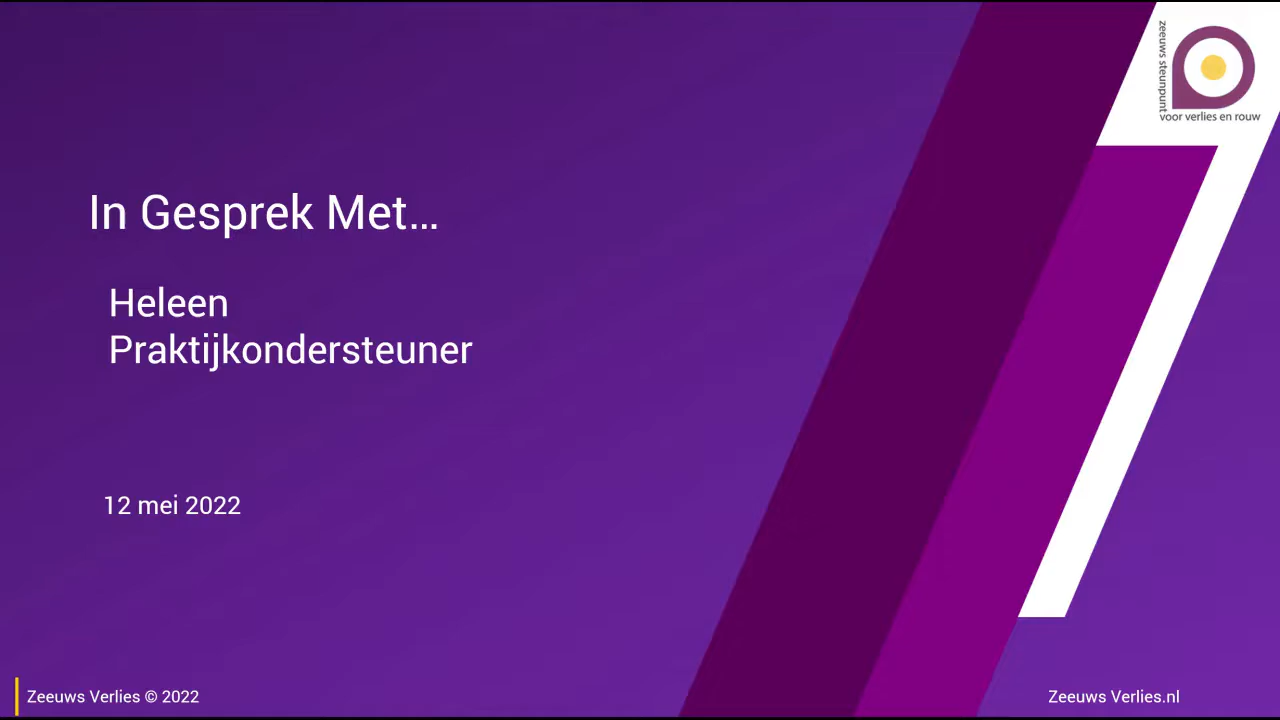 zeeuws steunpunt
voor verlies en rouw
In Gesprek Met…
Heleen
Praktijkondersteuner
12 mei 2022
Zeeuws Verlies © 2022
Zeeuws Verlies.nl